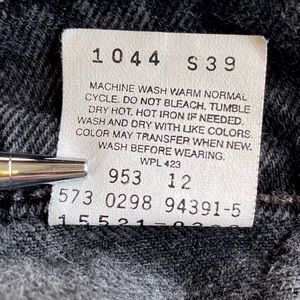 1044 S39
MACHINE WASH WARM NORMAL
CYCLE. DO NOT BLEACH. TUMBLE
DRY HOT. HOT IRON IF NEEDED.
WASH AND DRY WITH LIKE COLORS.
COLOR MAY TRANSFER WHEN NEW.
WASH BEFORE WEARING.
WPL 423
953 12
573 0298 94391-5